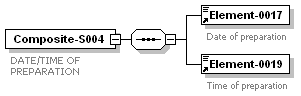 Element-0017
Date of preparation
Composite-S004
DATE/TIME OF
PREPARATION
Element-0019
Time of preparation